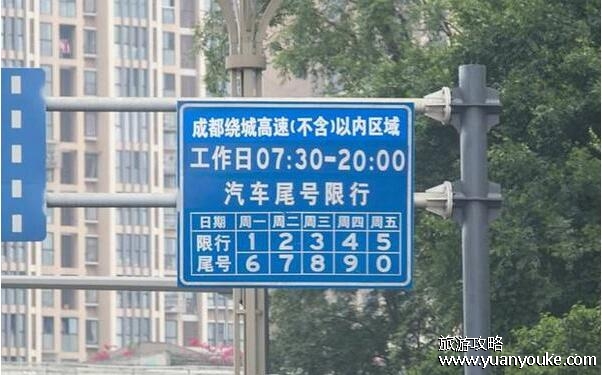 成都绕城高速(不含)以内区域
工作日07:30-20:00
汽车尾号限行
日期 周一 周二 周三 周四 周五
限行 1 2 3 4 5
尾号 6 7 8 9 0
旅游攻略
www.yuanyouke.com